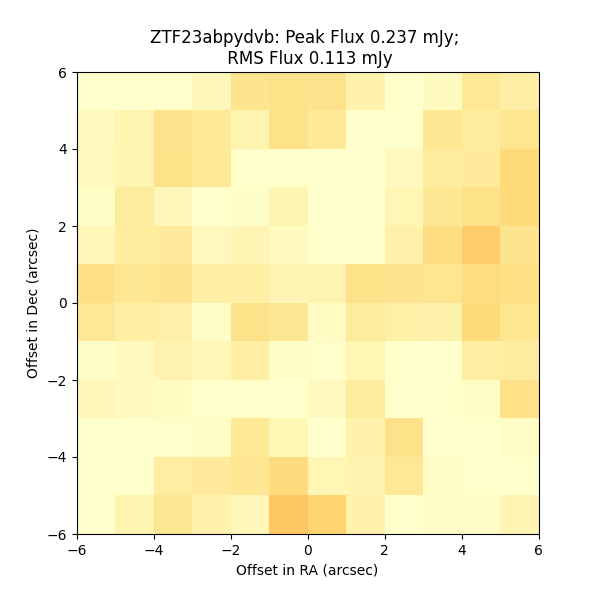 ZTF23abpydvb: Peak Flux 0.237 mJy;
RMS Flux 0.113 mJy
6
4
2
0
−2
−4
−6
Offset in Dec (arcsec)
−6 −4 −2 0 2 4 6
Offset in RA (arcsec)